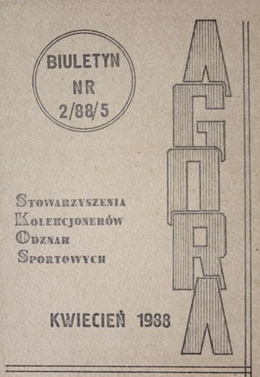 BIULETYN
NR
2/88/5
AGORA
STOWARZYSZENIA
KOLEKCJONERÓW
ODZNAK
SPORTOWYCH
KWIECIEŃ 1988